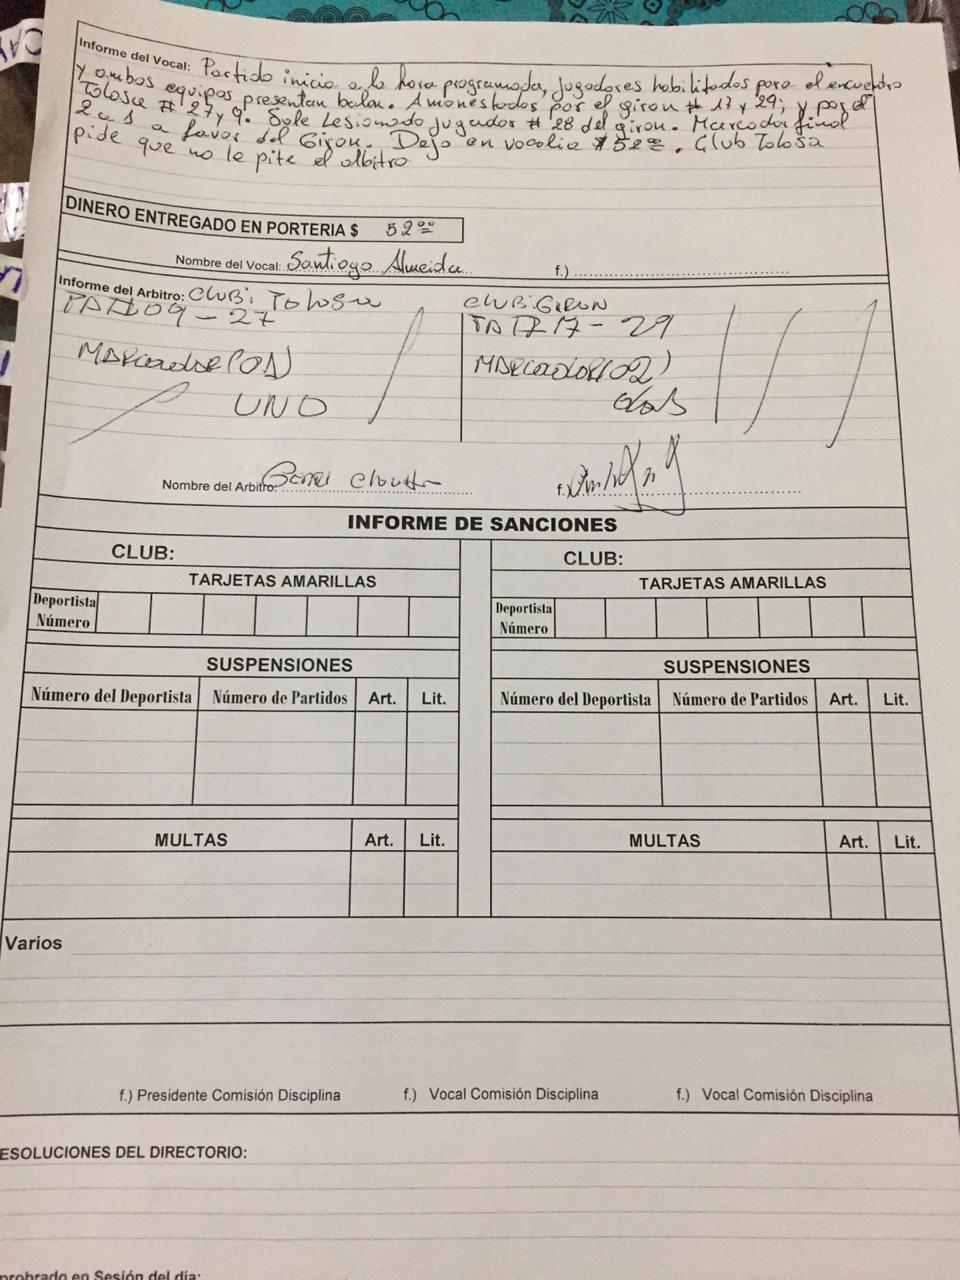 Informe del Vocal: Partido inicio a la hora programada, jugadores habilitados para el encuentro
y ambos equipos presentan balon. Amonestados por el giron # 17 y 29; y por el
Tolosa # 27 y 9. Sale Lesionado jugador # 28 del giron. Marcador final
2 a 1 a favor del Giron. Dejo en vocalia $ 52⁰⁰. Club Tolosa
pide que no le pite el albitro
DINERO ENTREGADO EN PORTERIA $ 52⁰⁰
Nombre del Vocal: Santiago Almeida f.)
Informe del Arbitro: CLUB: Tolosa CLUB: GIRON
09 - 27 17 - 29
MARCADOR (01) MARCADOR (02)
UNO dos
Nombre del Arbitro: f.
INFORME DE SANCIONES
CLUB: CLUB:
TARJETAS AMARILLAS TARJETAS AMARILLAS
Deportista Deportista
Número Número
SUSPENSIONES SUSPENSIONES
Número del Deportista Número de Partidos Art. Lit. Número del Deportista Número de Partidos Art. Lit.
MULTAS Art. Lit. MULTAS Art. Lit.
Varios
f.) Presidente Comisión Disciplina f.) Vocal Comisión Disciplina f.) Vocal Comisión Disciplina
ESOLUCIONES DEL DIRECTORIO:
probrado en Sesión del día: